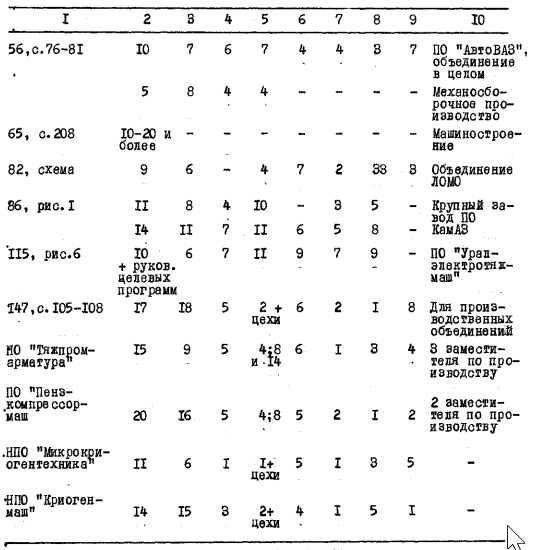 I 2 3 4 5 6 7 8 9 IO
56,с.76-8I IO 7 6 7 4 4 3 7 ПО "АвтоВАЗ",
объединение
в целом
5 8 4 4 - - - - Механосбо-
рочное про-
изводство
65, с.208 IO-20 и - - - - - - - Машиностро-
более ение
82, схема 9 6 - 4 7 2 33 3 Объединение
ЛОМО
86, рис.I II 8 4 IO - 3 5 - Крупный за-
вод ПО
I4 II 7 II 6 5 8 - КамАЗ
II5, рис.6 IO 6 7 II 9 7 9 - ПО "Урал-
+ руков. электротяж-
целевых маш"
программ
I47,с.I05-I08 I7 I8 5 2 + 6 2 I 8 Для произ-
цехи водственных
объединений
МО "Тяжпром- I5 9 5 4;8 6 I 3 4 3 замести-
арматура" и I4 теля по про-
изводству
ПО "Пенз-
компрессор- 2 замести-
маш 20 I6 5 4;8 5 2 I 2 теля по про-
изводству
НПО "Микрокри-
огентехника" II 6 I I+ 5 I 3 5 -
цехи
НПО "Криоген-
маш" I4 I5 3 2+ 4 I 5 I -
цехи